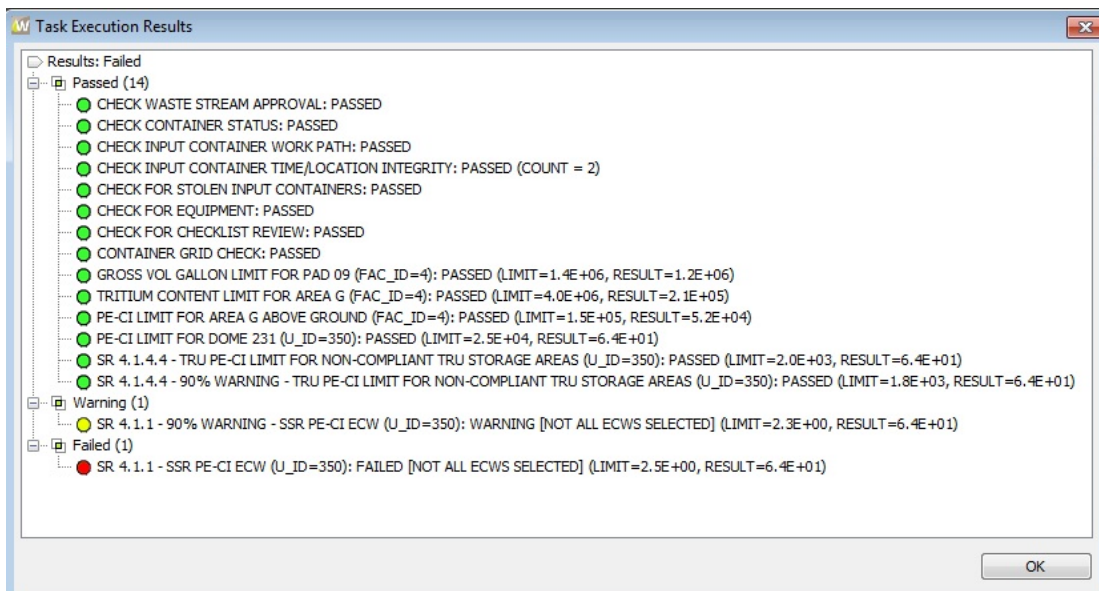 Task Execution Results
Results: Failed
Passed (14)
CHECK WASTE STREAM APPROVAL: PASSED
CHECK CONTAINER STATUS: PASSED
CHECK INPUT CONTAINER WORK PATH: PASSED
CHECK INPUT CONTAINER TIME/LOCATION INTEGRITY: PASSED (COUNT = 2)
CHECK FOR STOLEN INPUT CONTAINERS: PASSED
CHECK FOR EQUIPMENT: PASSED
CHECK FOR CHECKLIST REVIEW: PASSED
CONTAINER GRID CHECK: PASSED
GROSS VOL GALLON LIMIT FOR PAD 09 (FAC_ID=4): PASSED (LIMIT=1.4E+06, RESULT=1.2E+06)
TRITIUM CONTENT LIMIT FOR AREA G (FAC_ID=4): PASSED (LIMIT=4.0E+06, RESULT=2.1E+05)
PE-CI LIMIT FOR AREA G ABOVE GROUND (FAC_ID=4): PASSED (LIMIT=1.5E+05, RESULT=5.2E+04)
PE-CI LIMIT FOR DOME 231 (U_ID=350): PASSED (LIMIT=2.5E+04, RESULT=6.4E+01)
SR 4.1.4.4 - TRU PE-CI LIMIT FOR NON-COMPLIANT TRU STORAGE AREAS (U_ID=350): PASSED (LIMIT=2.0E+03, RESULT=6.4E+01)
SR 4.1.4.4 - 90% WARNING - TRU PE-CI LIMIT FOR NON-COMPLIANT TRU STORAGE AREAS (U_ID=350): PASSED (LIMIT=1.8E+03, RESULT=6.4E+01)
Warning (1)
SR 4.1.1 - 90% WARNING - SSR PE-CI ECW (U_ID=350): WARNING [NOT ALL ECWS SELECTED] (LIMIT=2.3E+00, RESULT=6.4E+01)
Failed (1)
SR 4.1.1 - SSR PE-CI ECW (U_ID=350): FAILED [NOT ALL ECWS SELECTED] (LIMIT=2.5E+00, RESULT=6.4E+01)
OK